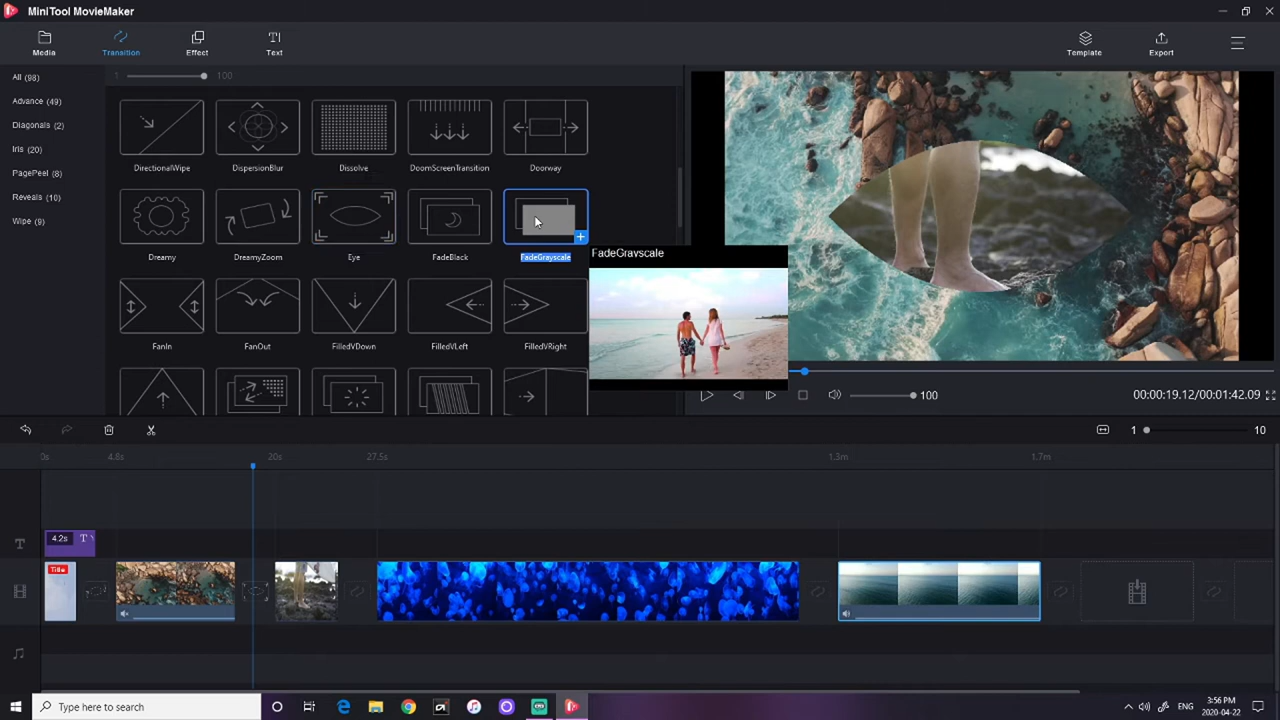 MiniTool MovieMaker
Media
Transition
Effect
Text
Template
Export
All (98)
Advance (49)
Diagonals (2)
Iris (20)
PagePeel (8)
Reveals (10)
Wipe (9)
1
100
DirectionalWipe
DispersionBlur
Dissolve
DoomScreenTransition
Doorway
Dreamy
DreamyZoom
Eye
FadeBlack
FadeGrayscale
FadeGrayscale
FanIn
FanOut
FilledVDown
FilledVLeft
FilledVRight
100
00:00:19.12/00:01:42.09
1
10
0s
4.8s
20s
27.5s
1.3m
1.7m
4.2s
T
Title
Type here to search
ENG
3:56 PM
2020-04-22